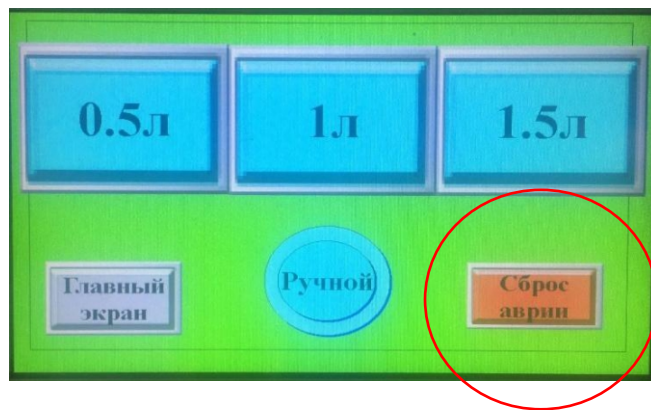 0.5л 1л 1.5л
Главный
экран
Ручной
Сброс
аврии